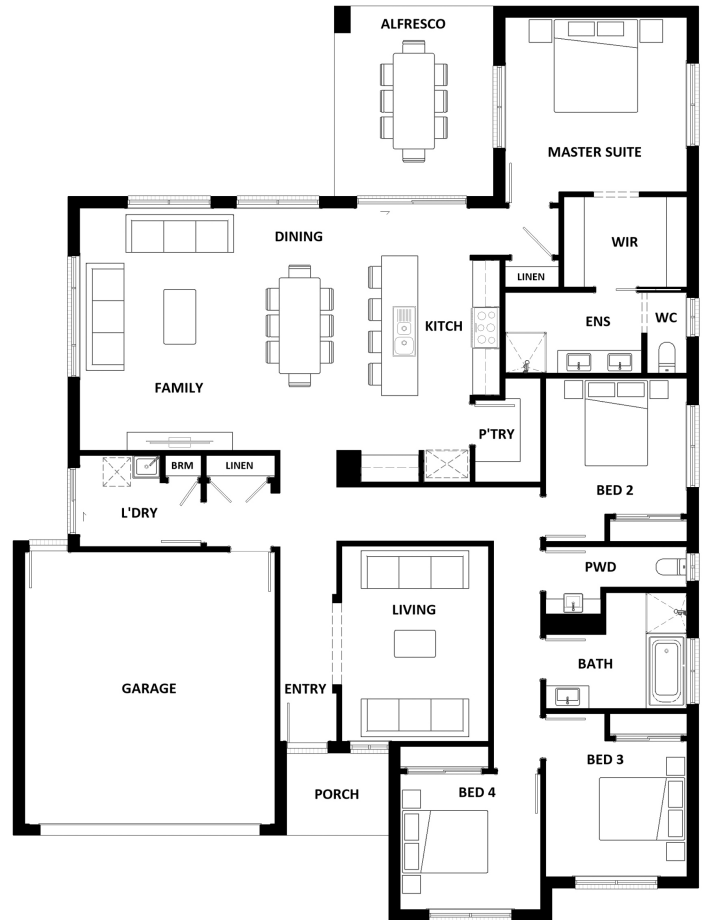 ALFRESCO
MASTER SUITE
DINING
WIR
LINEN
KITCH
ENS
WC
FAMILY
P'TRY
BRM
LINEN
BED 2
L'DRY
PWD
LIVING
BATH
GARAGE
ENTRY
BED 3
PORCH
BED 4